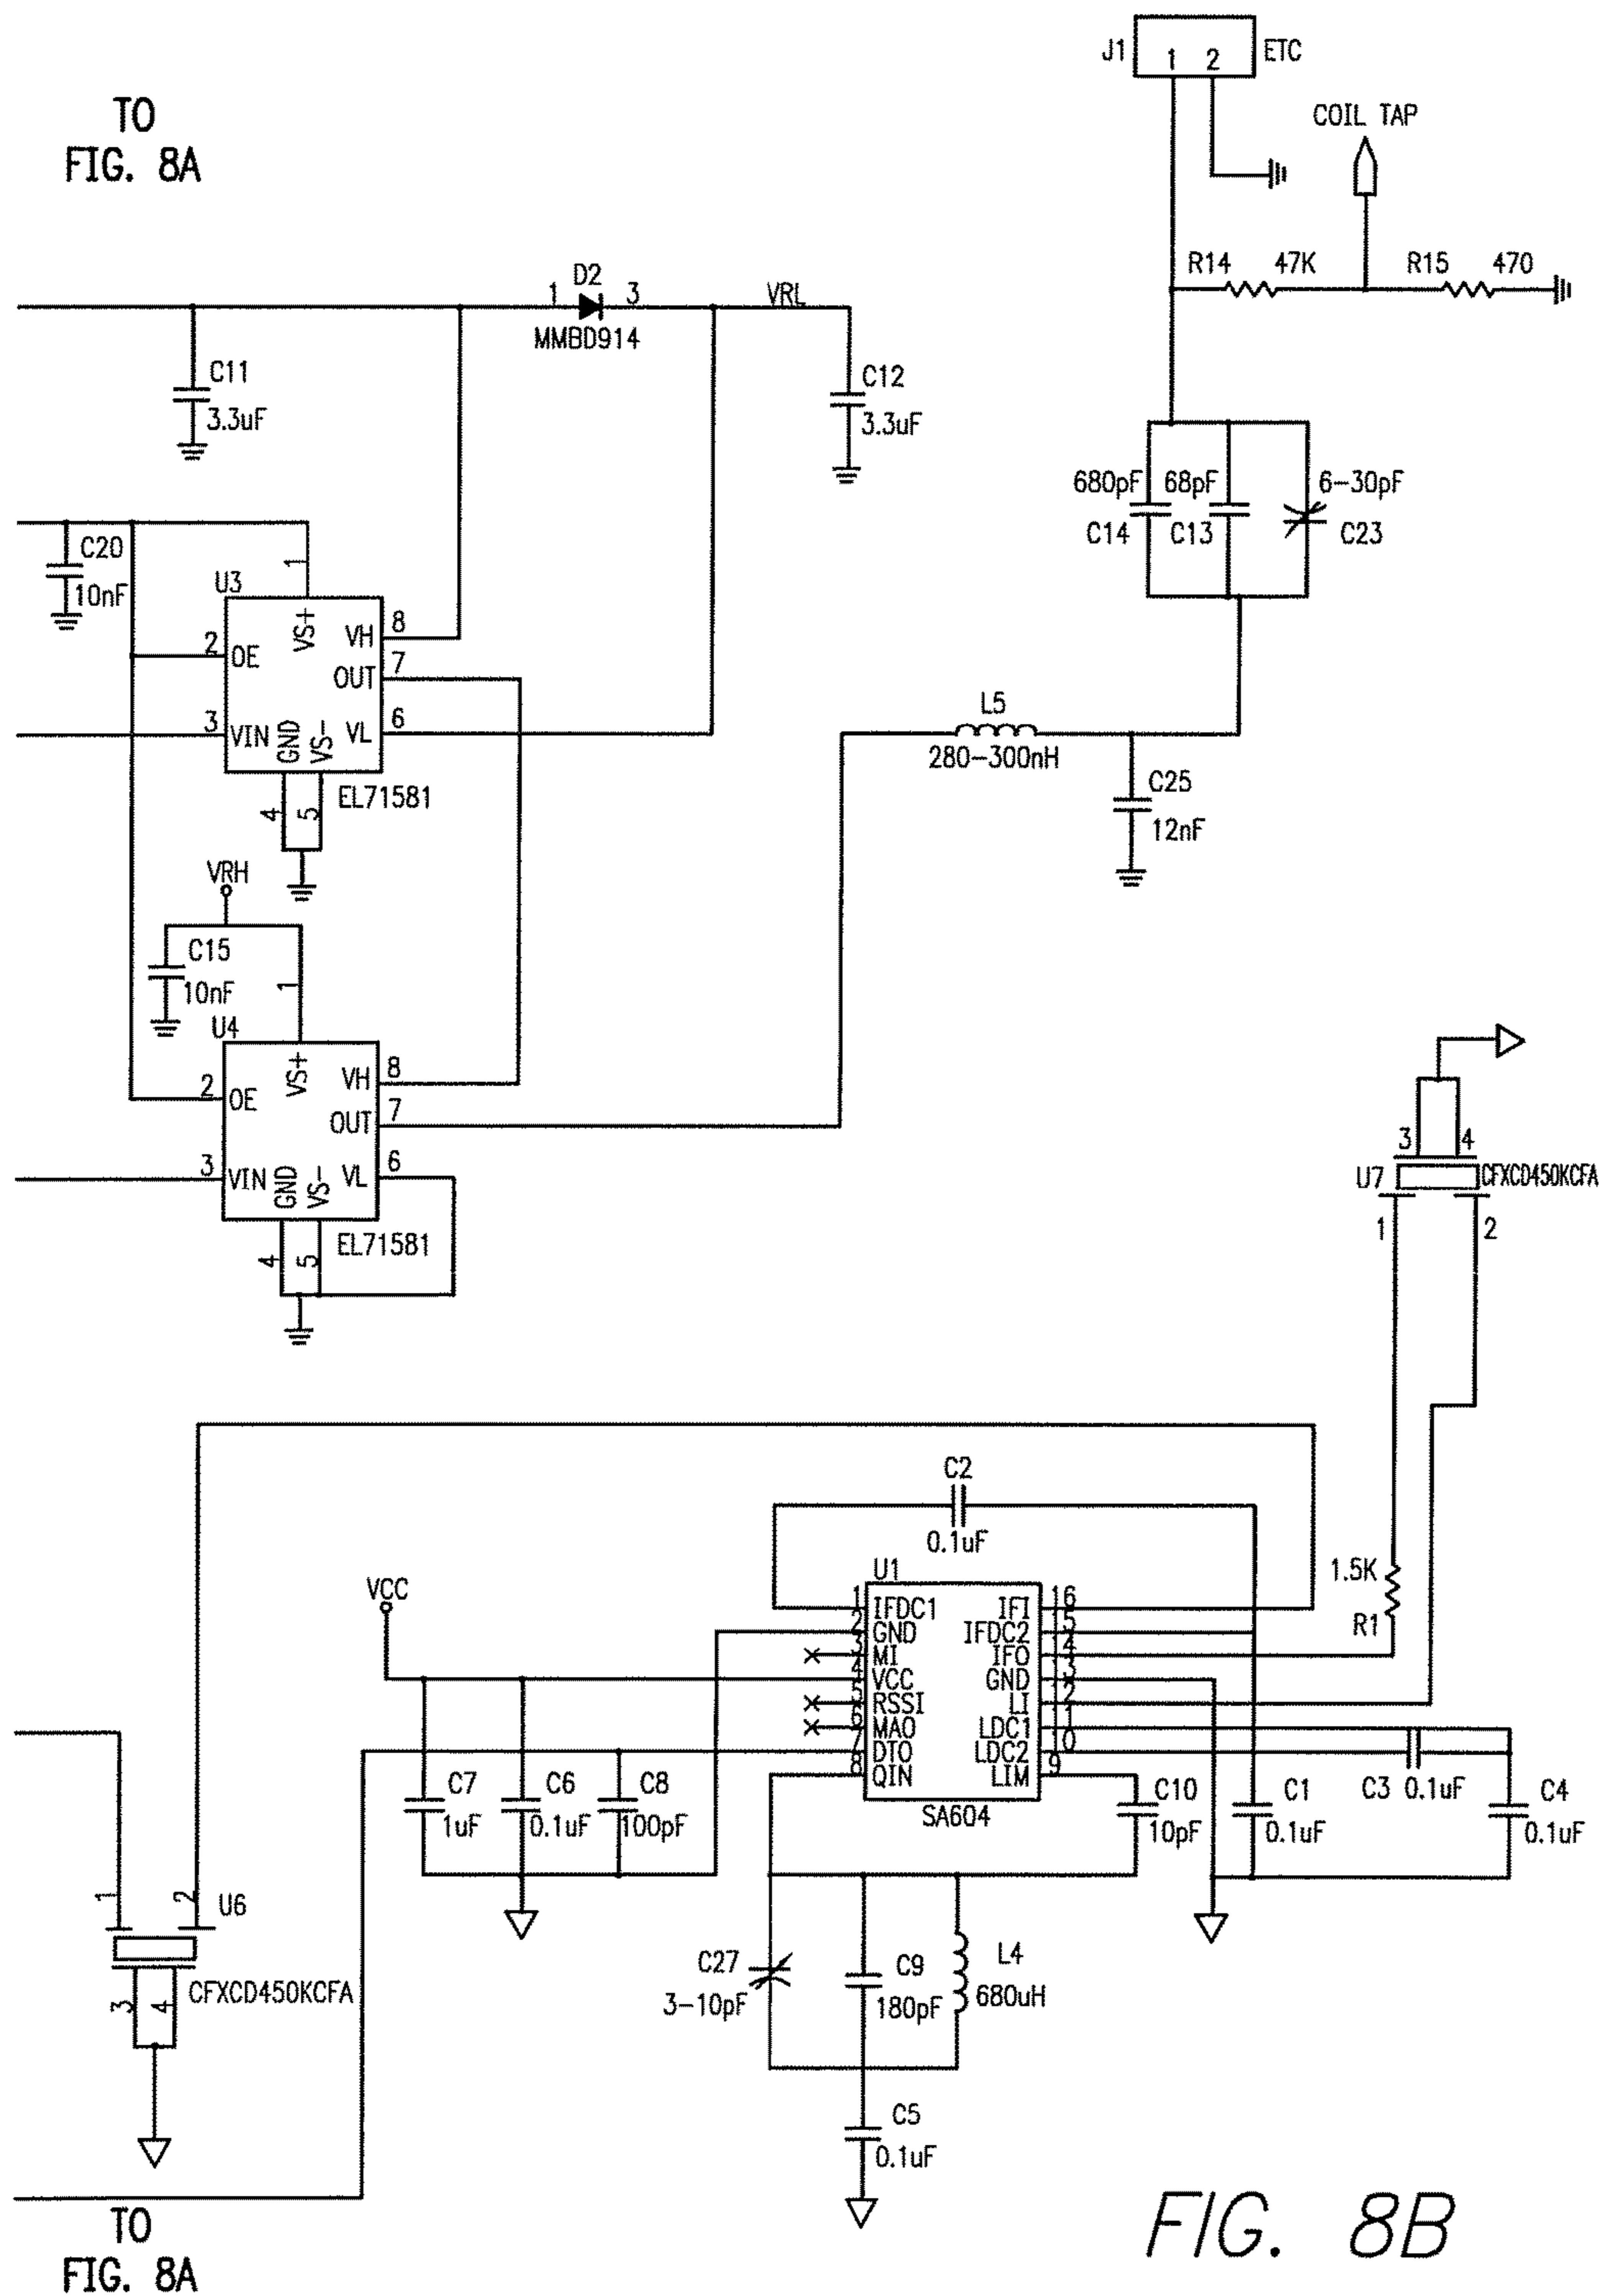 J1 1 2 ETC
TO
FIG. 8A
COIL TAP
R14 47K R15 470
D2
1 3 VRL
MMBD914
C11
3.3uF
C12
3.3uF
680pF 68pF 6-30pF
C14 C13 C23
C20
10nF
1
U3
VS+
VH 8
2 OE
OUT 7
3 VIN GND VS- VL 6
4 5 EL71581
L5
280-300nH
C25
12nF
VRH
C15
10nF
1
U4
VS+
VH 8
2 OE
OUT 7
3 VIN GND VS- VL 6
4 5 EL71581
3 4
U7 CFXCD450KCFA
1 2
C2
0.1uF
U1
VCC
1.5K
R1
1 IFDC1 IFI 16
2 GND IFDC2 15
3 MI IFO 14
4 VCC GND 13
5 RSSI LI 12
6 MAO LDC1 11
7 DTO LDC2 10
8 QIN LIM 9
SA604
C7
1uF
C6
0.1uF
C8
100pF
C10
10pF
C1
0.1uF
C3 0.1uF
C4
0.1uF
1 2 U6
CFXCD450KCFA
3 4
C27
3-10pF
C9
180pF
L4
680uH
C5
0.1uF
TO
FIG. 8A
FIG. 8B